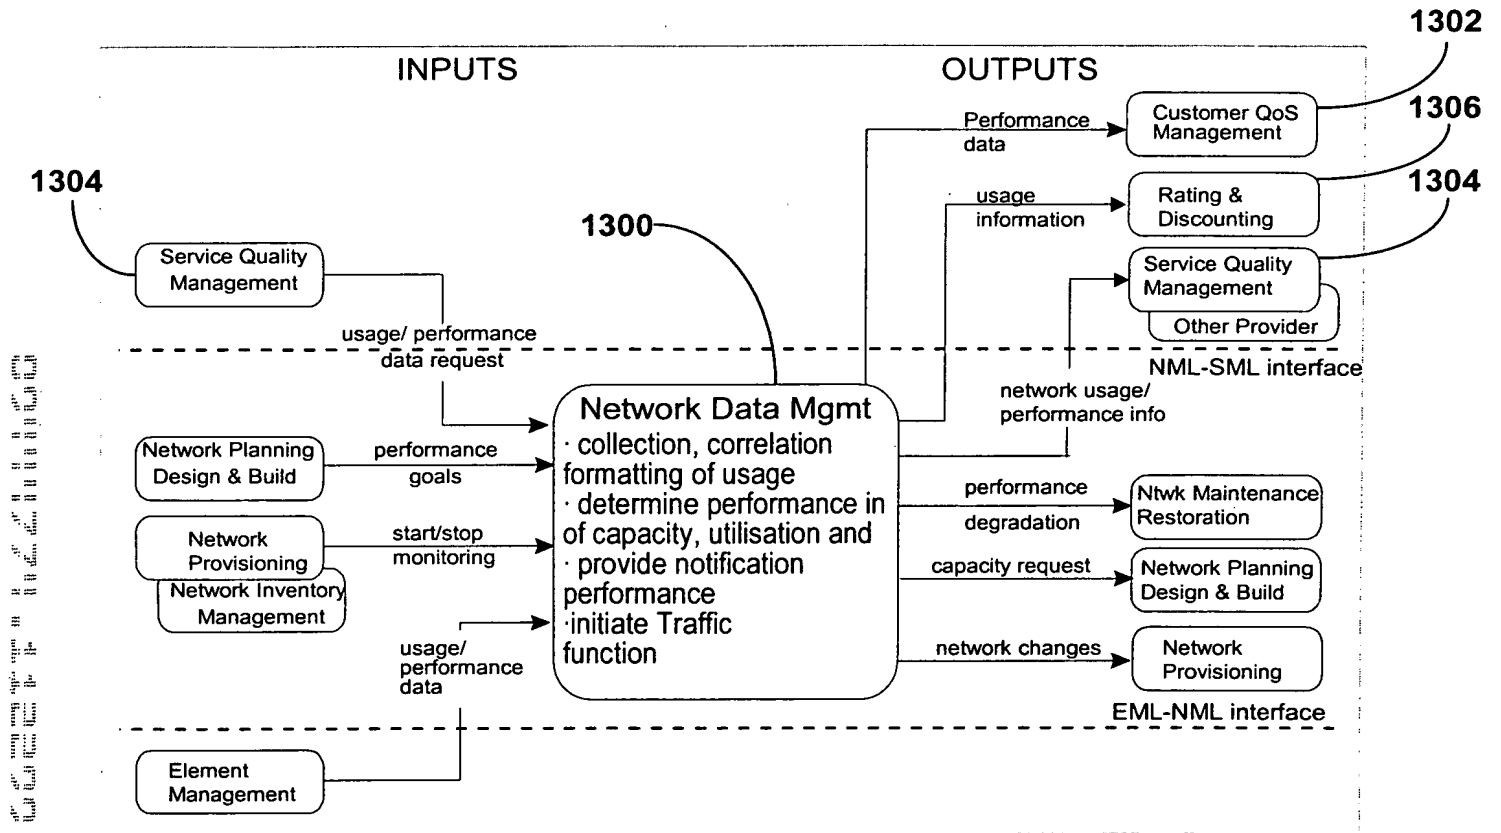 1302
INPUTS
OUTPUTS
Customer QoS
Management
1306
Performance
data
1304
1304
usage
information
Rating &
Discounting
1300
Service Quality
Management
Service Quality
Management
Other Provider
usage/ performance
data request
NML-SML interface
network usage/
performance info
Network Data Mgmt
· collection, correlation
formatting of usage
· determine performance in
of capacity, utilisation and
· provide notification
performance
·initiate Traffic
function
Network Planning
Design & Build
performance
goals
performance
degradation
Ntwk Maintenance
Restoration
Network
Provisioning
Network Inventory
Management
start/stop
monitoring
capacity request
Network Planning
Design & Build
usage/
performance
data
network changes
Network
Provisioning
EML-NML interface
Element
Management